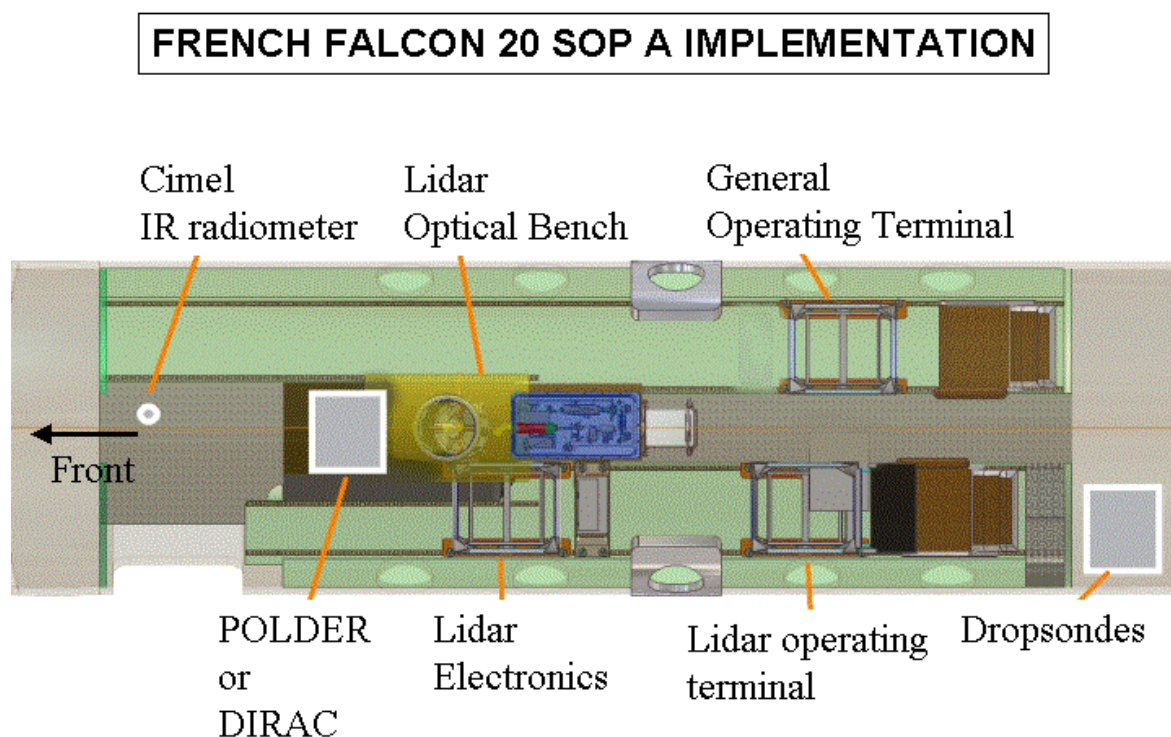 FRENCH FALCON 20 SOP A IMPLEMENTATION
Cimel
IR radiometer
Lidar
Optical Bench
General
Operating Terminal
Front
POLDER
or
DIRAC
Lidar
Electronics
Lidar operating
terminal
Dropsondes